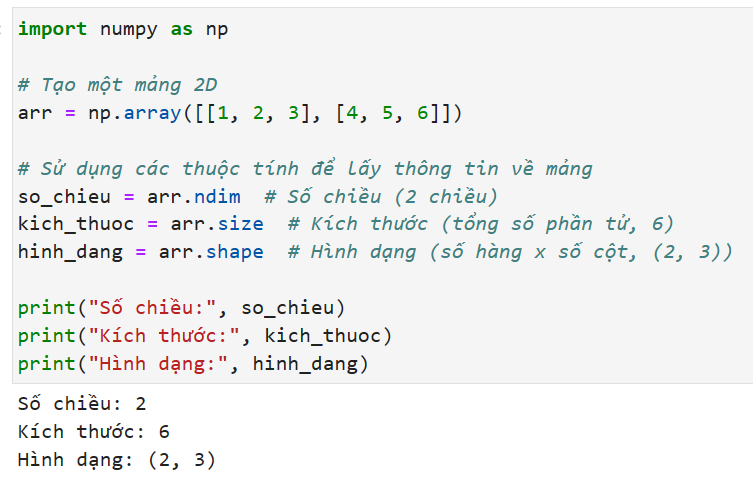 import numpy as np
# Tạo một mảng 2D
arr = np.array([[1, 2, 3], [4, 5, 6]])
# Sử dụng các thuộc tính để lấy thông tin về mảng
so_chieu = arr.ndim  # Số chiều (2 chiều)
kich_thuoc = arr.size  # Kích thước (tổng số phần tử, 6)
hinh_dang = arr.shape  # Hình dạng (số hàng x số cột, (2, 3))
print("Số chiều:", so_chieu)
print("Kích thước:", kich_thuoc)
print("Hình dạng:", hinh_dang)
Số chiều: 2
Kích thước: 6
Hình dạng: (2, 3)